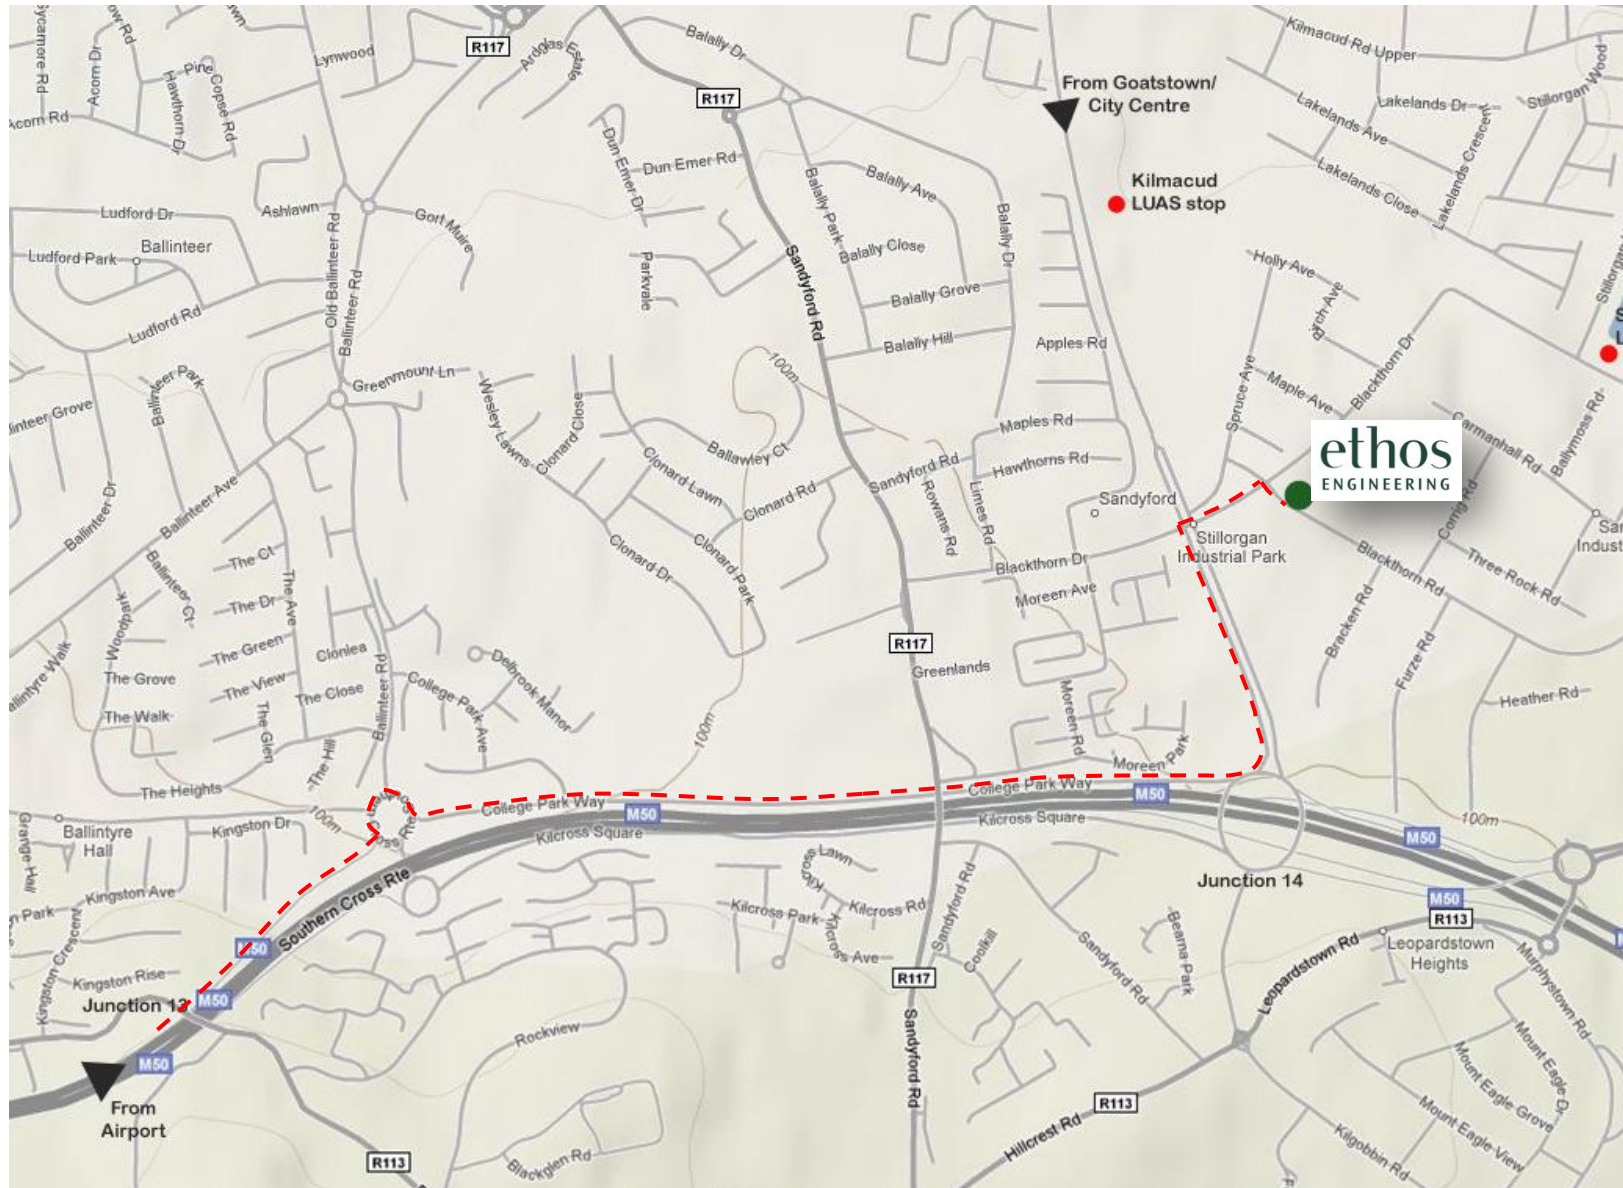 Sycamore Rd
Acorn Dr
Pine Copse Rd
Hawthorn Dr
Acorn Rd
Lynwood
R117
Ardglas Estate
Balally Dr
R117
From Goatstown/
City Centre
Kilmacud Rd Upper
Lakelands Dr
Lakelands Ave
Lakelands Close
Lakelands Crescent
Stillorgan Wood
Kilmacud
LUAS stop
Dun Emer Dr
Dun Emer Rd
Balally Park
Balally Ave
Balally Close
Balally Grove
Balally Hill
Balally Dr
Ludford Dr
Ashlawn
Ballinteer
Ludford Park
Ludford Rd
Old Ballinteer Rd
Ballinteer Rd
Gort Muire
Parkvale
Sandyford Rd
Holly Ave
Birch Ave
Blackthorn Dr
Spruce Ave
Maple Ave
Apples Rd
Maples Rd
Hawthorns Rd
Greenmount Ln
Ballinteer Park
Ballinteer Dr
Ballinteer Ave
Ballinteer Ct
Wesley Lawns
Clonard Close
Clonard Lawn
Ballawley Ct
Clonard Rd
Clonard Dr
Clonard Park
100m
Sandyford Rd
Rowans Rd
Limes Rd
Sandyford
ethos
ENGINEERING
Carmanhall Rd
Ballymoss Rd
Corrig Rd
Stillorgan
Industrial Park
Blackthorn Dr
Moreen Ave
Blackthorn Rd
Three Rock Rd
Bracken Rd
Furze Rd
Heather Rd
The Ct
The Dr
The Ave
The Green
The View
The Close
The Glen
The Hill
Clonlea
Woodpark
The Grove
The Walk
The Heights
Ballintyre Walk
Ballinteer Rd
College Park Ave
Delbrook Manor
100m
R117
Greenlands
Moreen Rd
Moreen Park
College Park Way
M50
Kilcross Square
College Park Way
M50
Kilcross Square
M50
100m
Junction 14
Ballintyre
Hall
Grange Hall
Kingston Dr
100m
Kingston Ave
Kingston Crescent
Kingston Rise
Southern Cross Rte
M50
Junction 13
M50
M50
From
Airport
Kilcross Lawn
Kilcross Park
Kilcross Rd
Kilcross Ave
Sandyford Rd
Coolkill
R117
Sandyford Rd
Sandyford Rd
Bearna Park
Leopardstown Rd
M50
R113
Leopardstown
Heights
Murphystown Rd
Mount Eagle Dr
Mount Eagle Grove
Mount Eagle View
Kilgobbin Rd
Hillcrest Rd
R113
Rockview
Blackglen Rd
R113